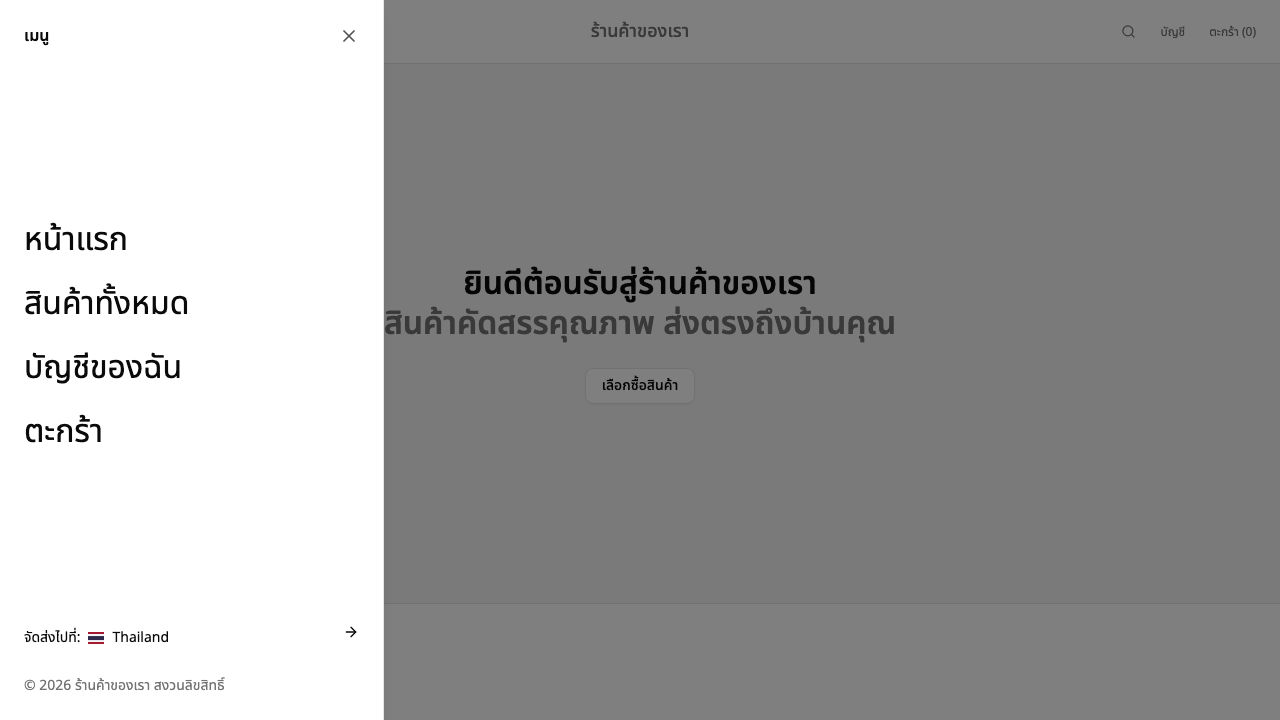 เมนู
หน้าแรก
สินค้าทั้งหมด
บัญชีของฉัน
ตะกร้า
จัดส่งไปที่: Thailand
© 2026 ร้านค้าของเรา สงวนลิขสิทธิ์
ร้านค้าของเรา
บัญชี
ตะกร้า (0)
ยินดีต้อนรับสู่ร้านค้าของเรา
สินค้าคัดสรรคุณภาพ ส่งตรงถึงบ้านคุณ
เลือกซื้อสินค้า